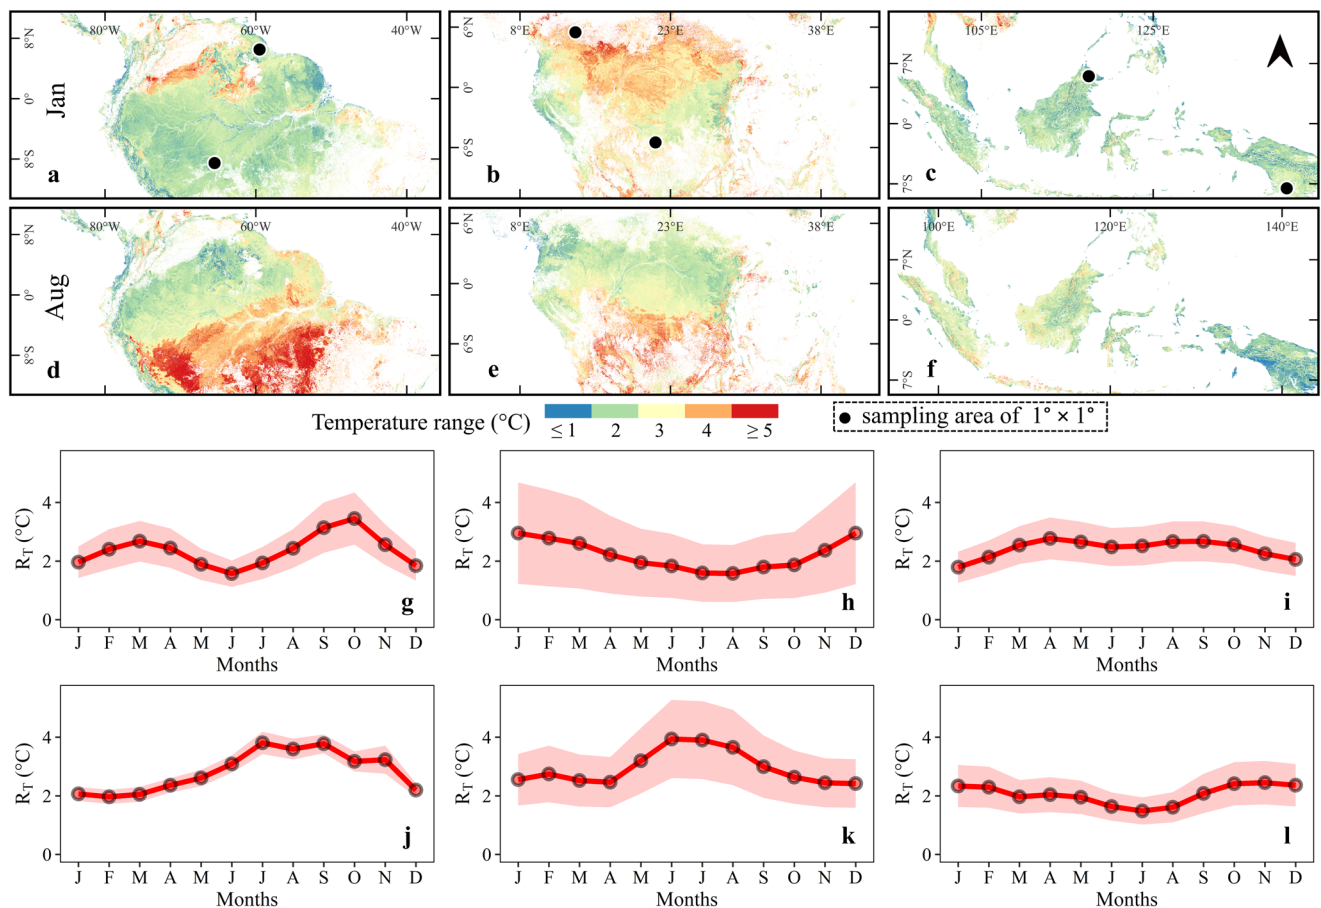 80°W 60°W 40°W
8°E 23°E 38°E
105°E 125°E
Jan
8°N 0° 8°S
6°N 0° 6°S
7°N 0° 7°S
a
b
c
80°W 60°W 40°W
8°E 23°E 38°E
100°E 120°E 140°E
Aug
8°N 0° 8°S
6°N 0° 6°S
7°N 0° 7°S
d
e
f
Temperature range (°C)
≤ 1 2 3 4 ≥ 5
sampling area of 1° × 1°
R_T (°C)
4
2
0
g
J F M A M J J A S O N D
Months
R_T (°C)
4
2
0
h
J F M A M J J A S O N D
Months
R_T (°C)
4
2
0
i
J F M A M J J A S O N D
Months
R_T (°C)
4
2
0
j
J F M A M J J A S O N D
Months
R_T (°C)
4
2
0
k
J F M A M J J A S O N D
Months
R_T (°C)
4
2
0
l
J F M A M J J A S O N D
Months